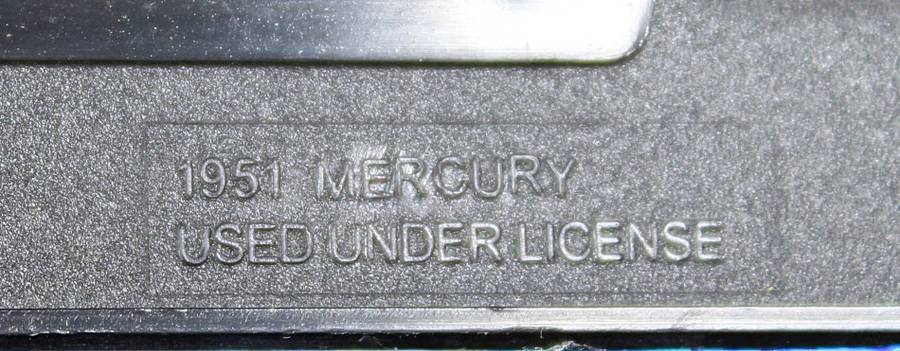 1951 MERCURY
USED UNDER LICENSE